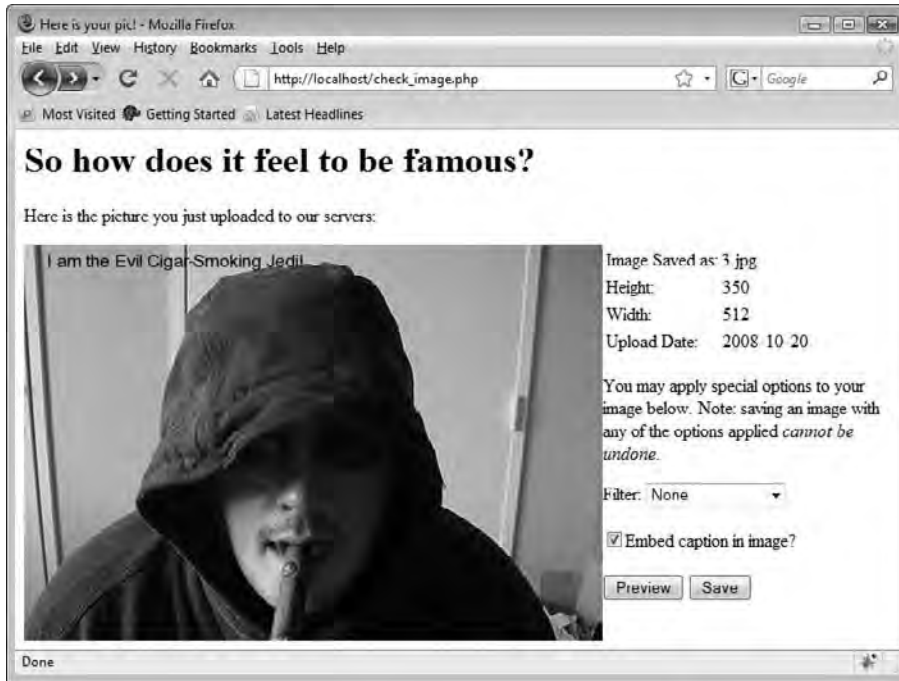 Here is your pic! - Mozilla Firefox
File Edit View History Bookmarks Tools Help
http://localhost/check_image.php
G Google
Most Visited Getting Started Latest Headlines
So how does it feel to be famous?
Here is the picture you just uploaded to our servers:
I am the Evil Cigar-Smoking Jedi!
Image Saved as: 3.jpg
Height: 350
Width: 512
Upload Date: 2008-10-20
You may apply special options to your
image below. Note: saving an image with
any of the options applied cannot be
undone.
Filter: None
Embed caption in image?
Preview Save
Done